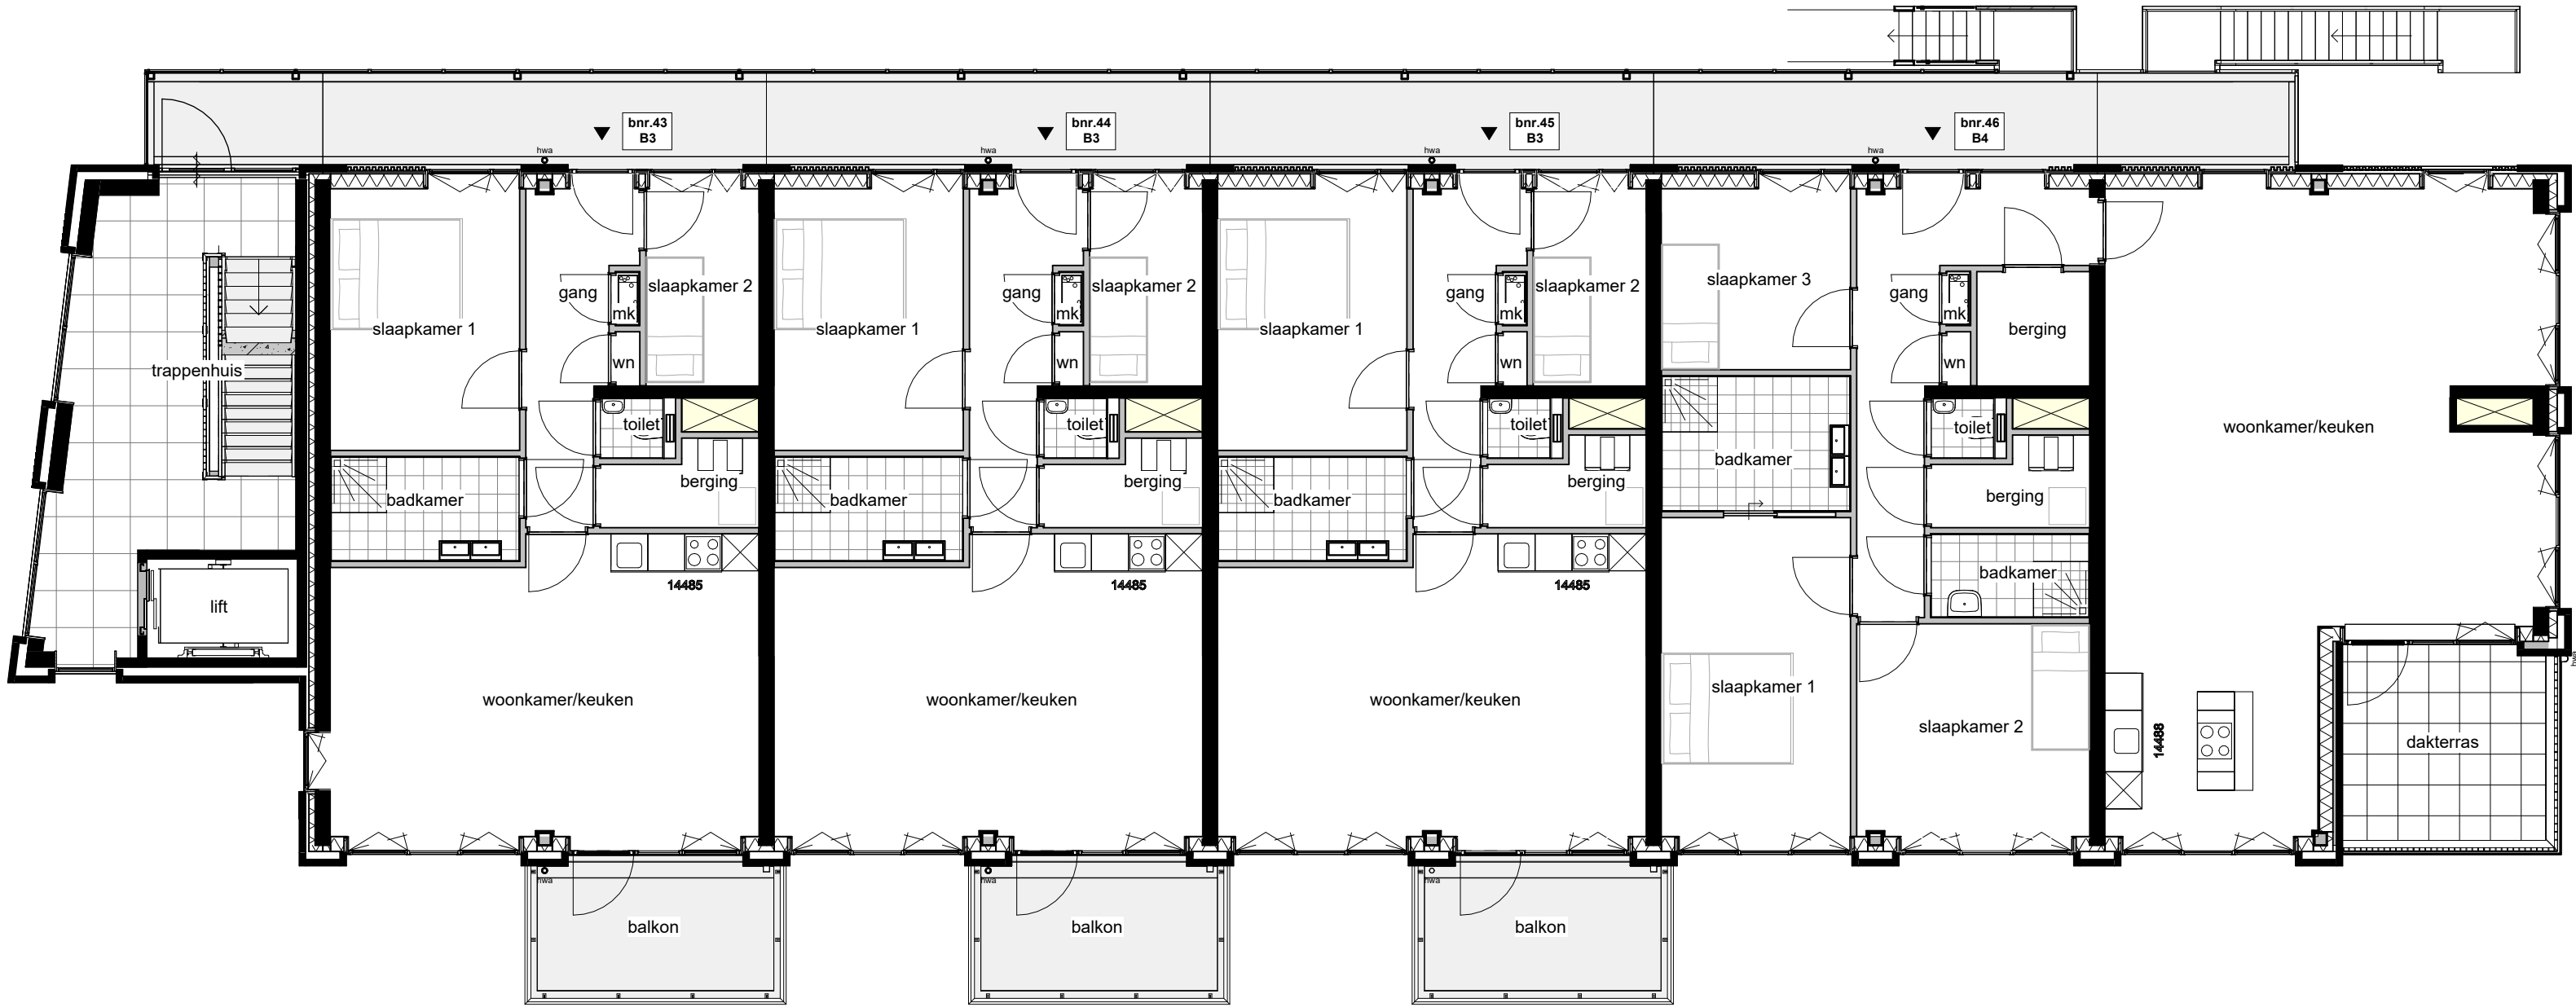 bnr.43
B3
bnr.44
B3
bnr.45
B3
bnr.46
B4
hwa
hwa
hwa
hwa
slaapkamer 1
gang
mk
wn
slaapkamer 2
slaapkamer 1
gang
mk
wn
slaapkamer 2
slaapkamer 1
gang
mk
wn
slaapkamer 2
slaapkamer 3
gang
mk
wn
berging
trappenhuis
toilet
toilet
toilet
toilet
woonkamer/keuken
badkamer
berging
badkamer
berging
badkamer
berging
badkamer
berging
14485
14485
14485
badkamer
lift
hwa
woonkamer/keuken
woonkamer/keuken
woonkamer/keuken
slaapkamer 1
slaapkamer 2
14488
dakterras
hwa
hwa
hwa
balkon
balkon
balkon